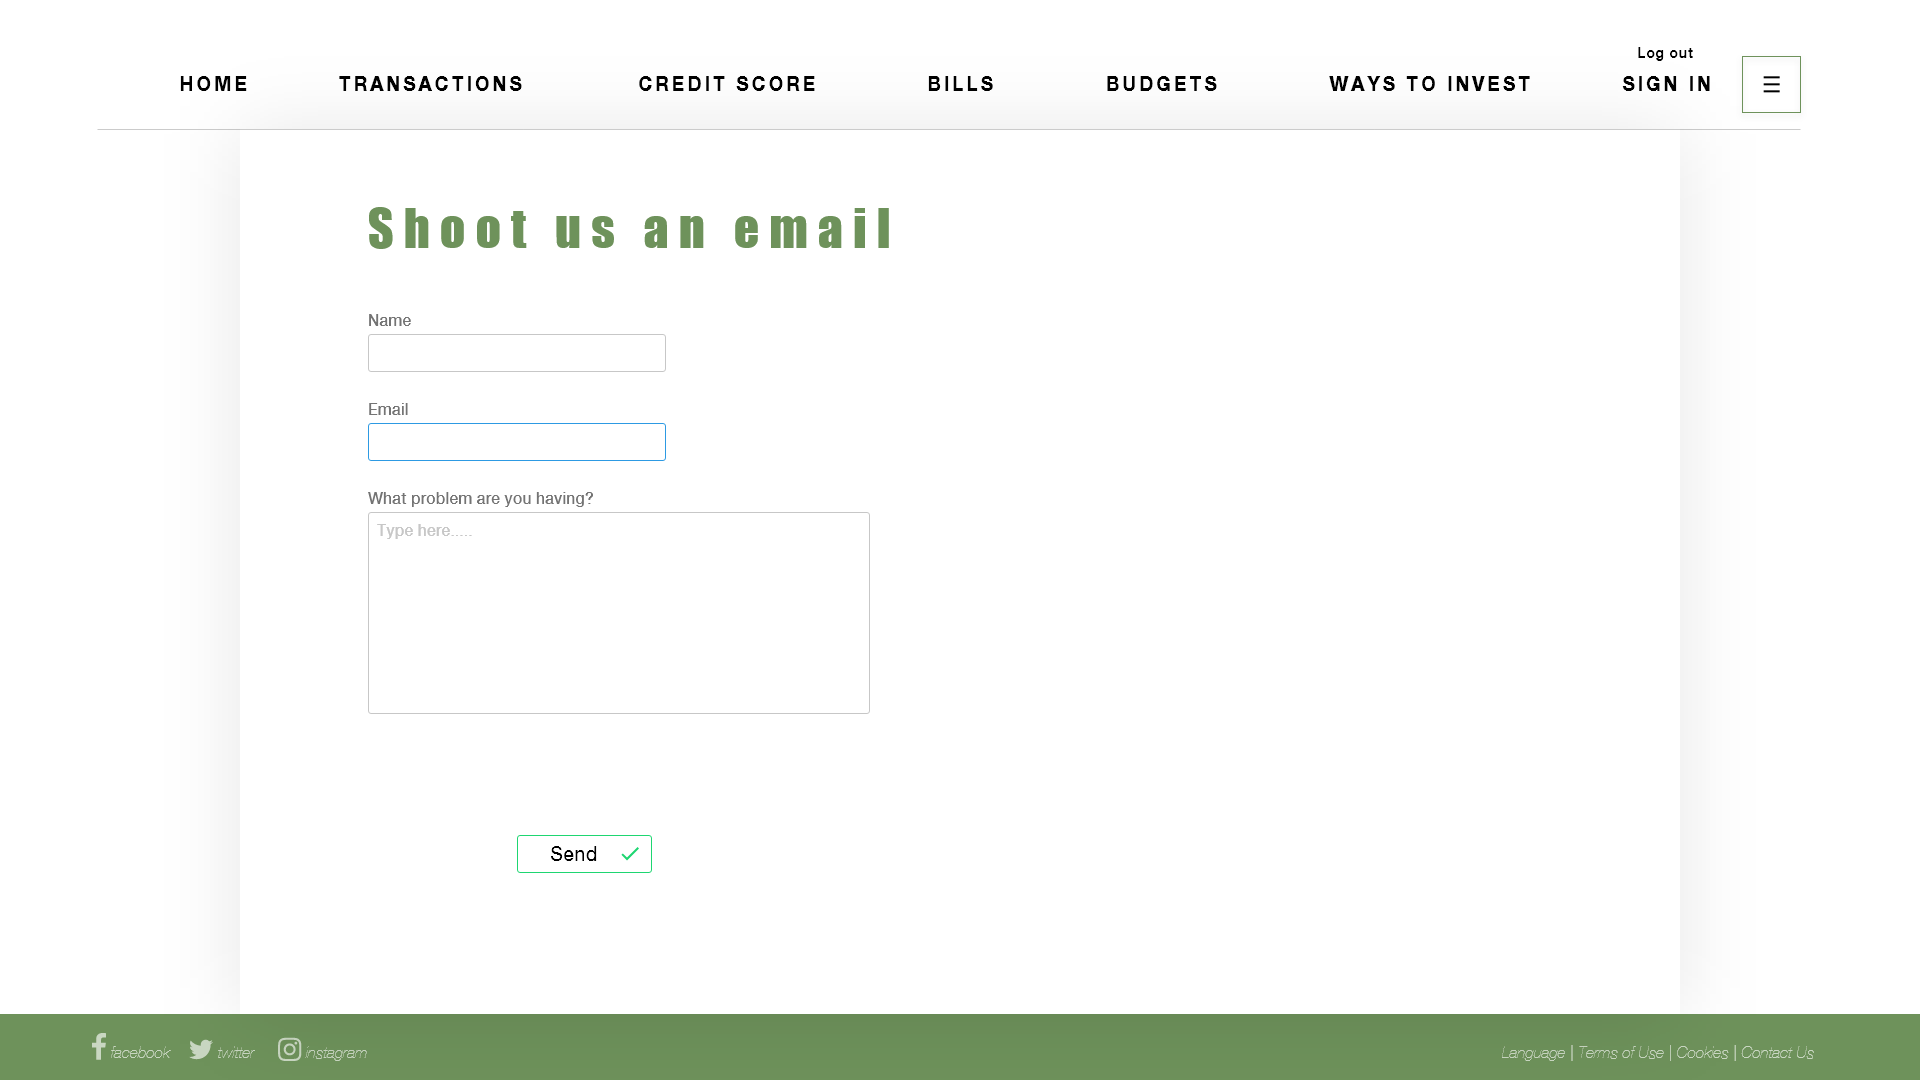 Log out
HOME TRANSACTIONS CREDIT SCORE BILLS BUDGETS WAYS TO INVEST SIGN IN
Shoot us an email
Name
Email
What problem are you having?
Type here.....
Send
facebook twitter instagram
Language | Terms of Use | Cookies | Contact Us